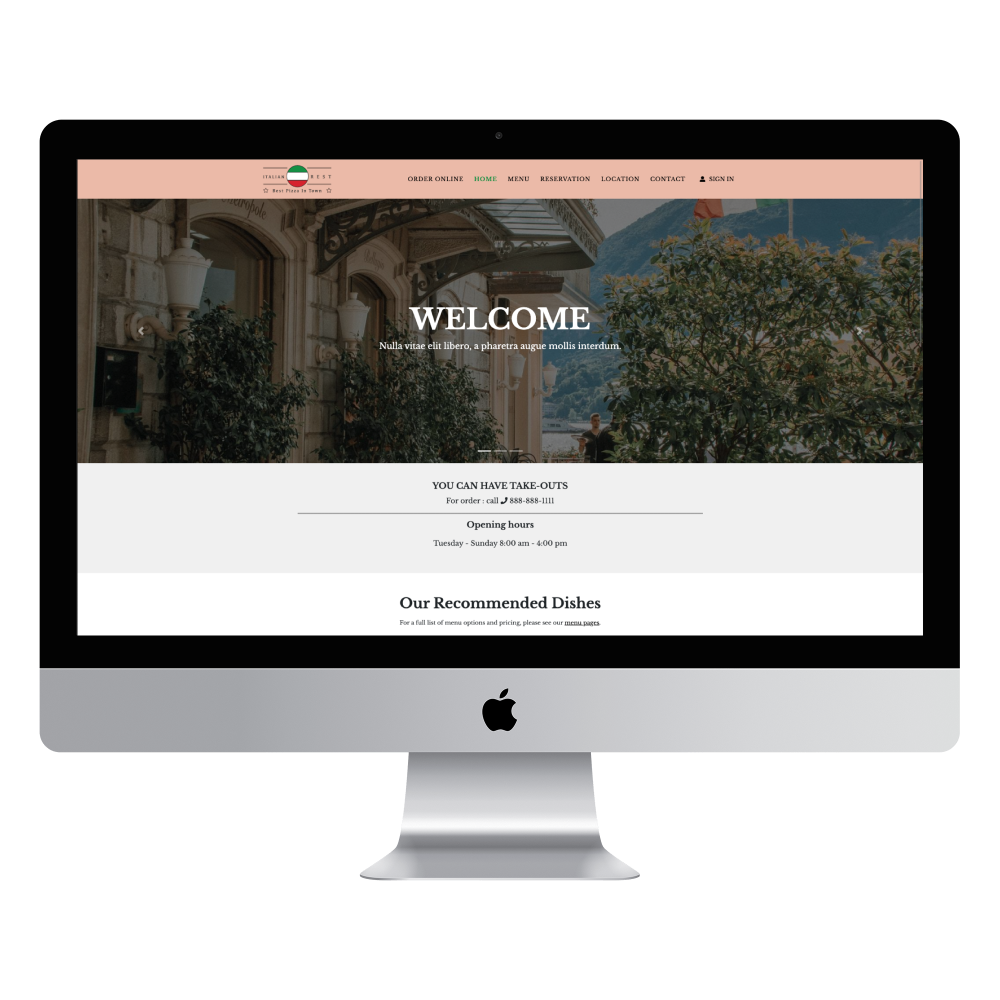 ITALIAN BEST
Best Pizza In Town
ORDER ONLINE HOME MENU RESERVATION LOCATION CONTACT SIGN IN
WELCOME
Nulla vitae elit libero, a pharetra augue mollis interdum.
YOU CAN HAVE TAKE-OUTS
For order : call 888-888-1111
Opening hours
Tuesday - Sunday 8:00 am - 4:00 pm
Our Recommended Dishes
For a full list of menu options and pricing, please see our menu pages.